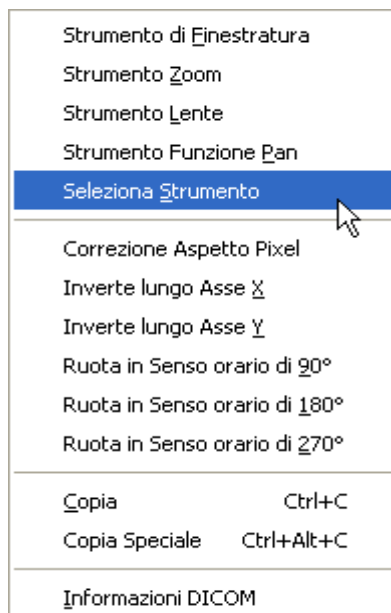 Strumento di Finestratura
Strumento Zoom
Strumento Lente
Strumento Funzione Pan
Seleziona Strumento
Correzione Aspetto Pixel
Inverte lungo Asse X
Inverte lungo Asse Y
Ruota in Senso orario di 90°
Ruota in Senso orario di 180°
Ruota in Senso orario di 270°
Copia Ctrl+C
Copia Speciale Ctrl+Alt+C
Informazioni DICOM